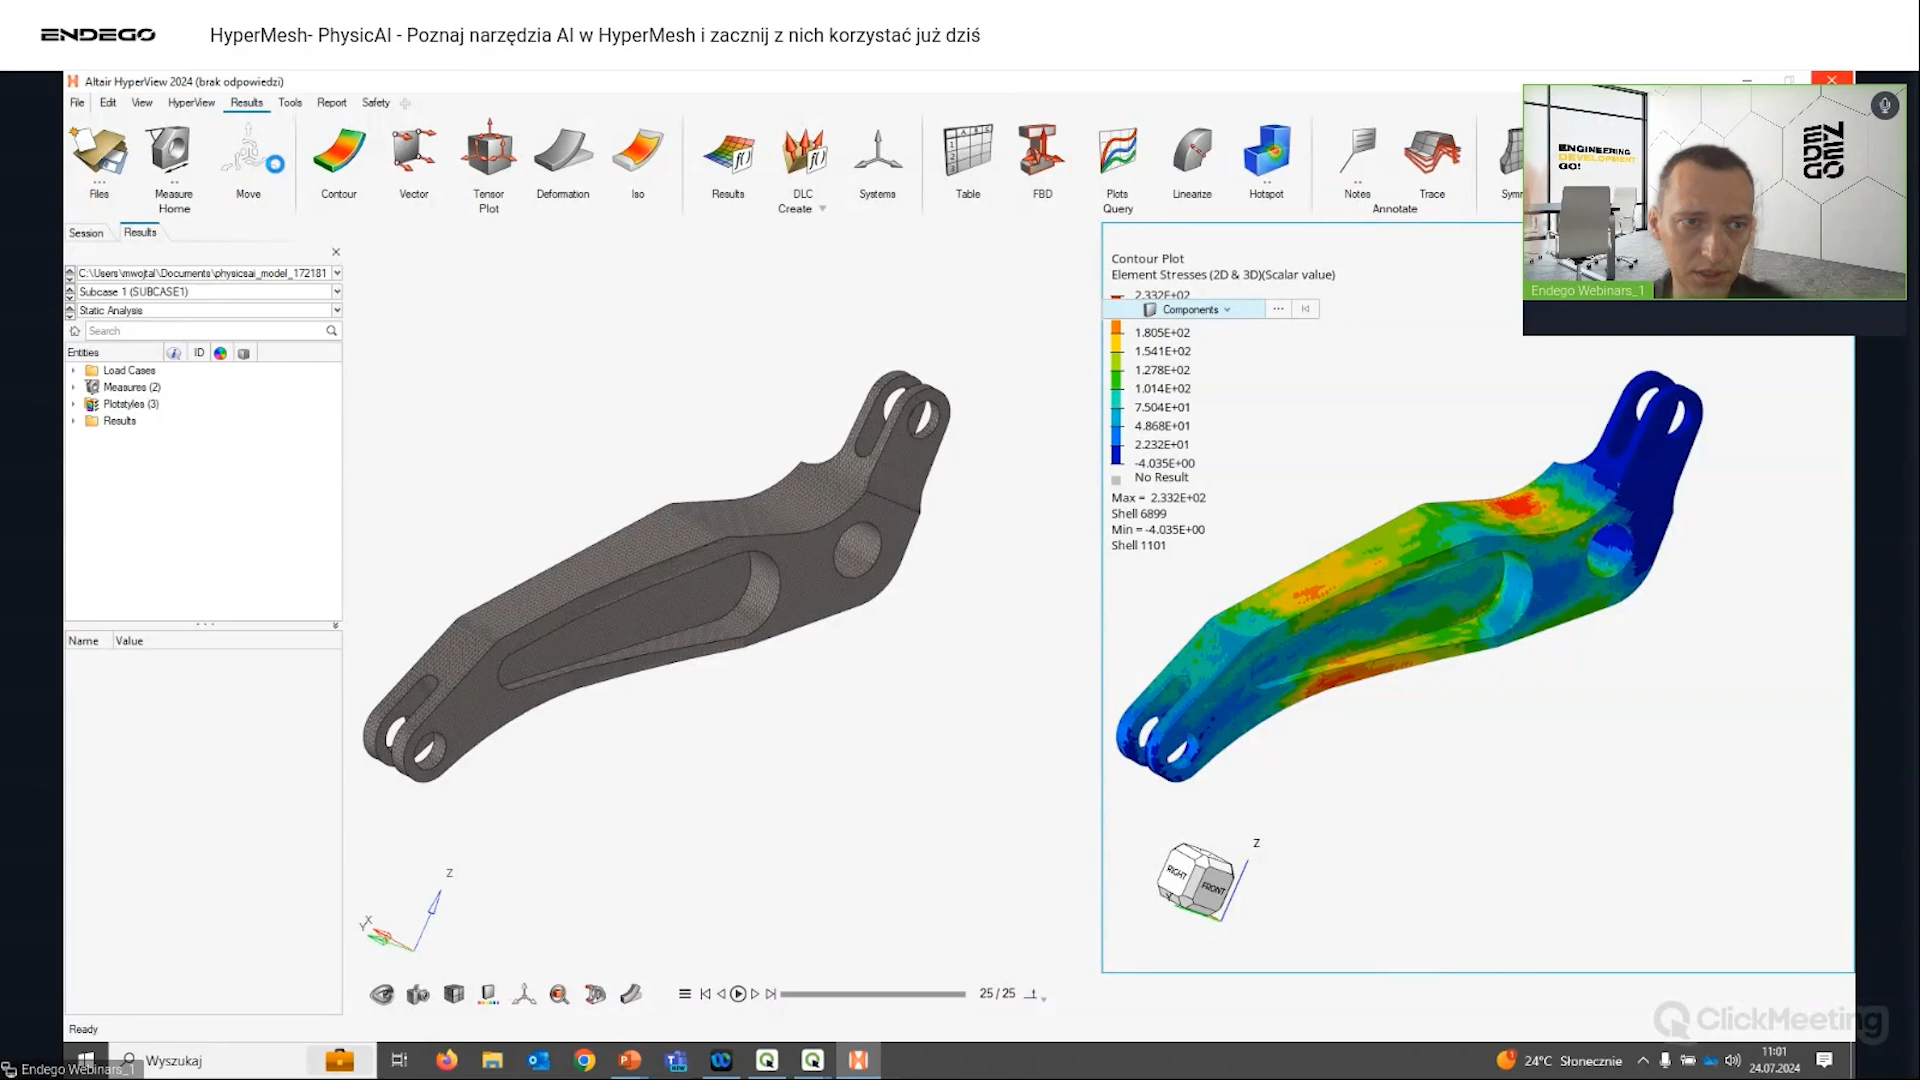 ENDEGO
HyperMesh- PhysicAI - Poznaj narzędzia AI w HyperMesh i zacznij z nich korzystać już dziś
Altair HyperView 2024 (brak odpowiedzi)
File Edit View HyperView Results Tools Report Safety
Files Measure Move Contour Vector Tensor Deformation Iso Results DLC Systems Table FBD Plots Linearize Hotspot Notes Trace Symm
Home Plot Create Query Annotate
ENGINEERING
DEVELOPMENT
GO!
Endego Webinars_1
Session Results
C:\Users\mwojtal\Documents\physicsai_model_172181
Subcase 1 (SUBCASE1)
Static Analysis
Search
Entities ID
Load Cases
Measures (2)
Plotstyles (3)
Results
Name Value
Contour Plot
Element Stresses (2D & 3D)(Scalar value)
2.332E+02
Components
1.805E+02
1.541E+02
1.278E+02
1.014E+02
7.504E+01
4.868E+01
2.232E+01
-4.035E+00
No Result
Max = 2.332E+02
Shell 6899
Min = -4.035E+00
Shell 1101
Z
X
Y
Z
RIGHT
FRONT
25 / 25
Ready
ClickMeeting
Wyszukaj
24°C Słonecznie
11:01
24.07.2024
Endego Webinars_1